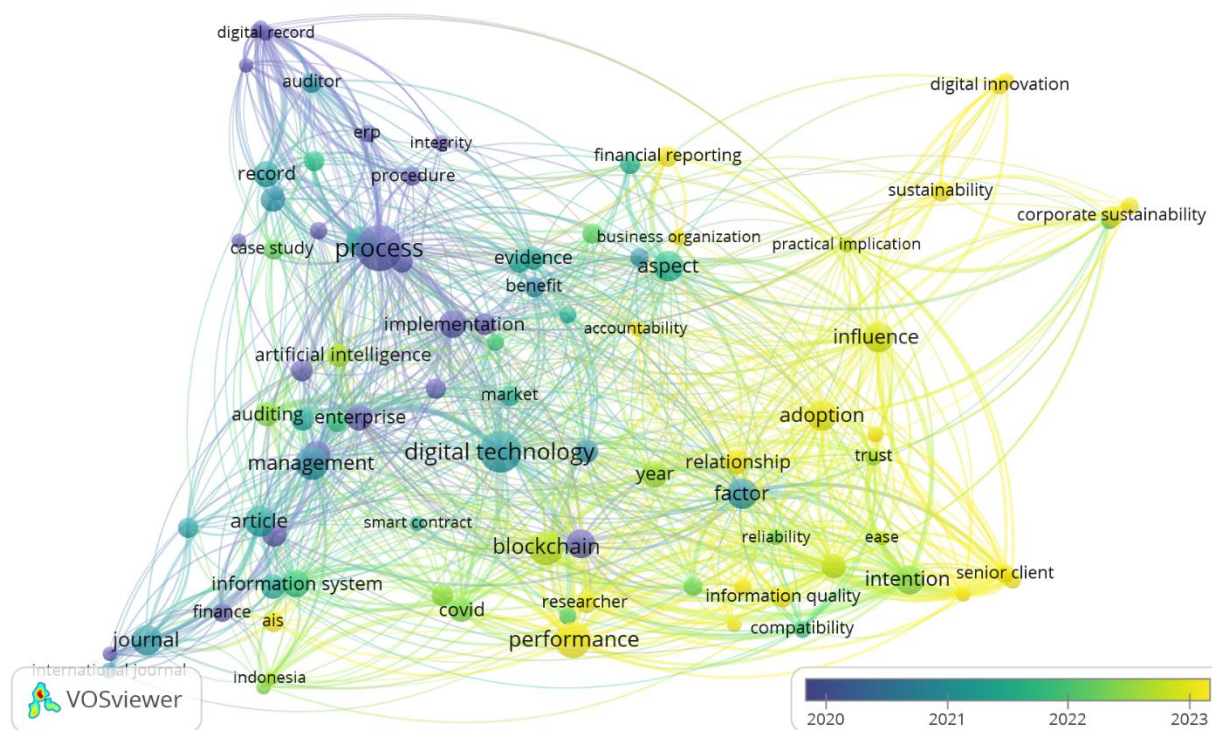 digital record
auditor
digital innovation
erp
integrity
financial reporting
record
procedure
sustainability
corporate sustainability
case study
process
business organization
practical implication
evidence
aspect
benefit
implementation
accountability
influence
artificial intelligence
market
auditing
enterprise
adoption
digital technology
management
relationship
trust
year
factor
article
smart contract
blockchain
reliability
ease
information system
intention
senior client
finance
ais
covid
researcher
information quality
journal
performance
compatibility
international journal
indonesia
VOSviewer
2020
2021
2022
2023